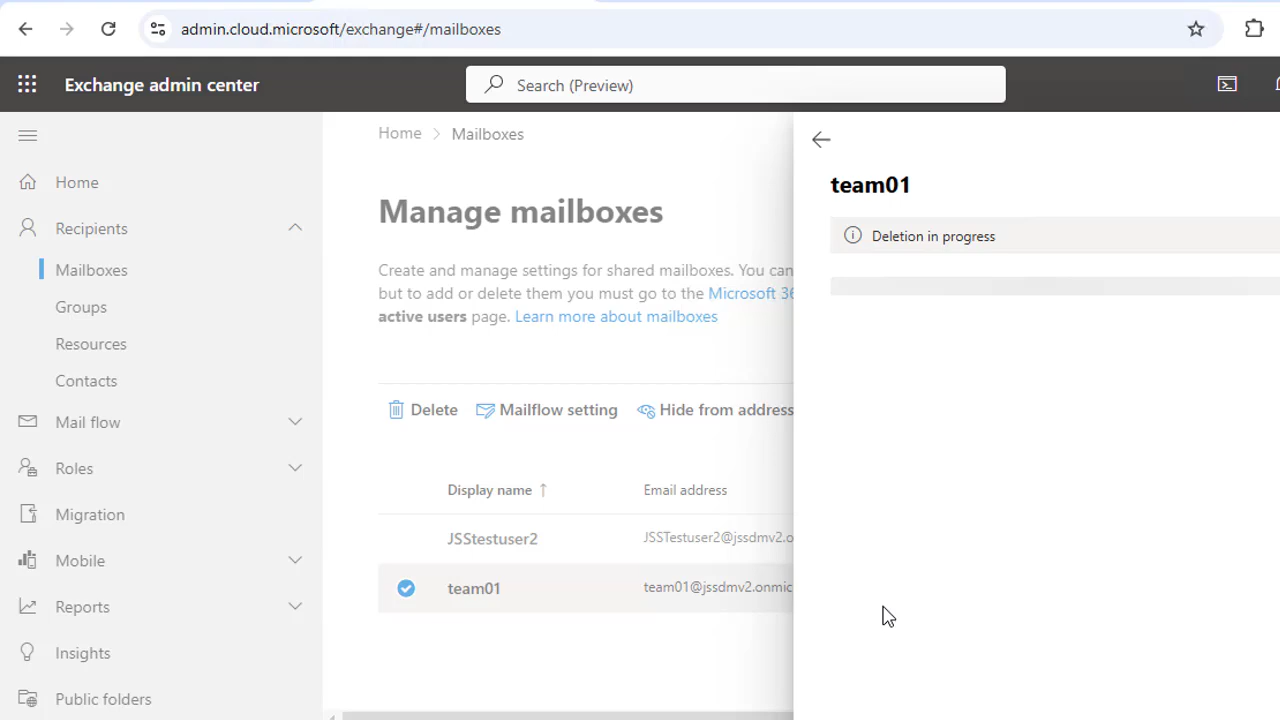 admin.cloud.microsoft/exchange#/mailboxes
Exchange admin center
Search (Preview)
Home
Recipients
Mailboxes
Groups
Resources
Contacts
Mail flow
Roles
Migration
Mobile
Reports
Insights
Public folders
Home > Mailboxes
Manage mailboxes
Create and manage settings for shared mailboxes. You can
but to add or delete them you must go to the Microsoft 36
active users page. Learn more about mailboxes
Delete Mailflow setting Hide from address
Display name ↑ Email address
JSStestuser2 JSSTestuser2@jssdmv2.o
team01 team01@jssdmv2.onmic
team01
Deletion in progress